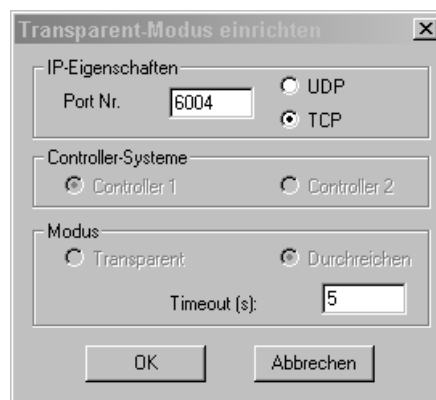 Transparent-Modus einrichten
IP-Eigenschaften
Port Nr. 6004 UDP
TCP
Controller-Systeme
Controller 1 Controller 2
Modus
Transparent Durchreichen
Timeout (s): 5
OK Abbrechen